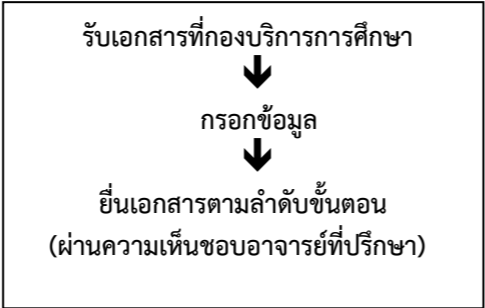 รับเอกสารที่กองบริการการศึกษา
กรอกข้อมูล
ยื่นเอกสารตามลำดับขั้นตอน
(ผ่านความเห็นชอบอาจารย์ที่ปรึกษา)